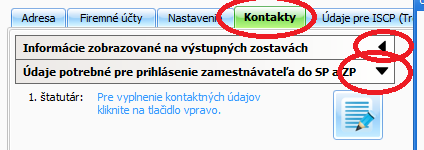 Adresa Firemné účty Nastavenia Kontakty Údaje pre ISCP (Tr
Informácie zobrazované na výstupných zostavách
Údaje potrebné pre prihlásenie zamestnávateľa do SP a ZP
1. štatutár: Pre vyplnenie kontaktných údajov
kliknite na tlačidlo vpravo.